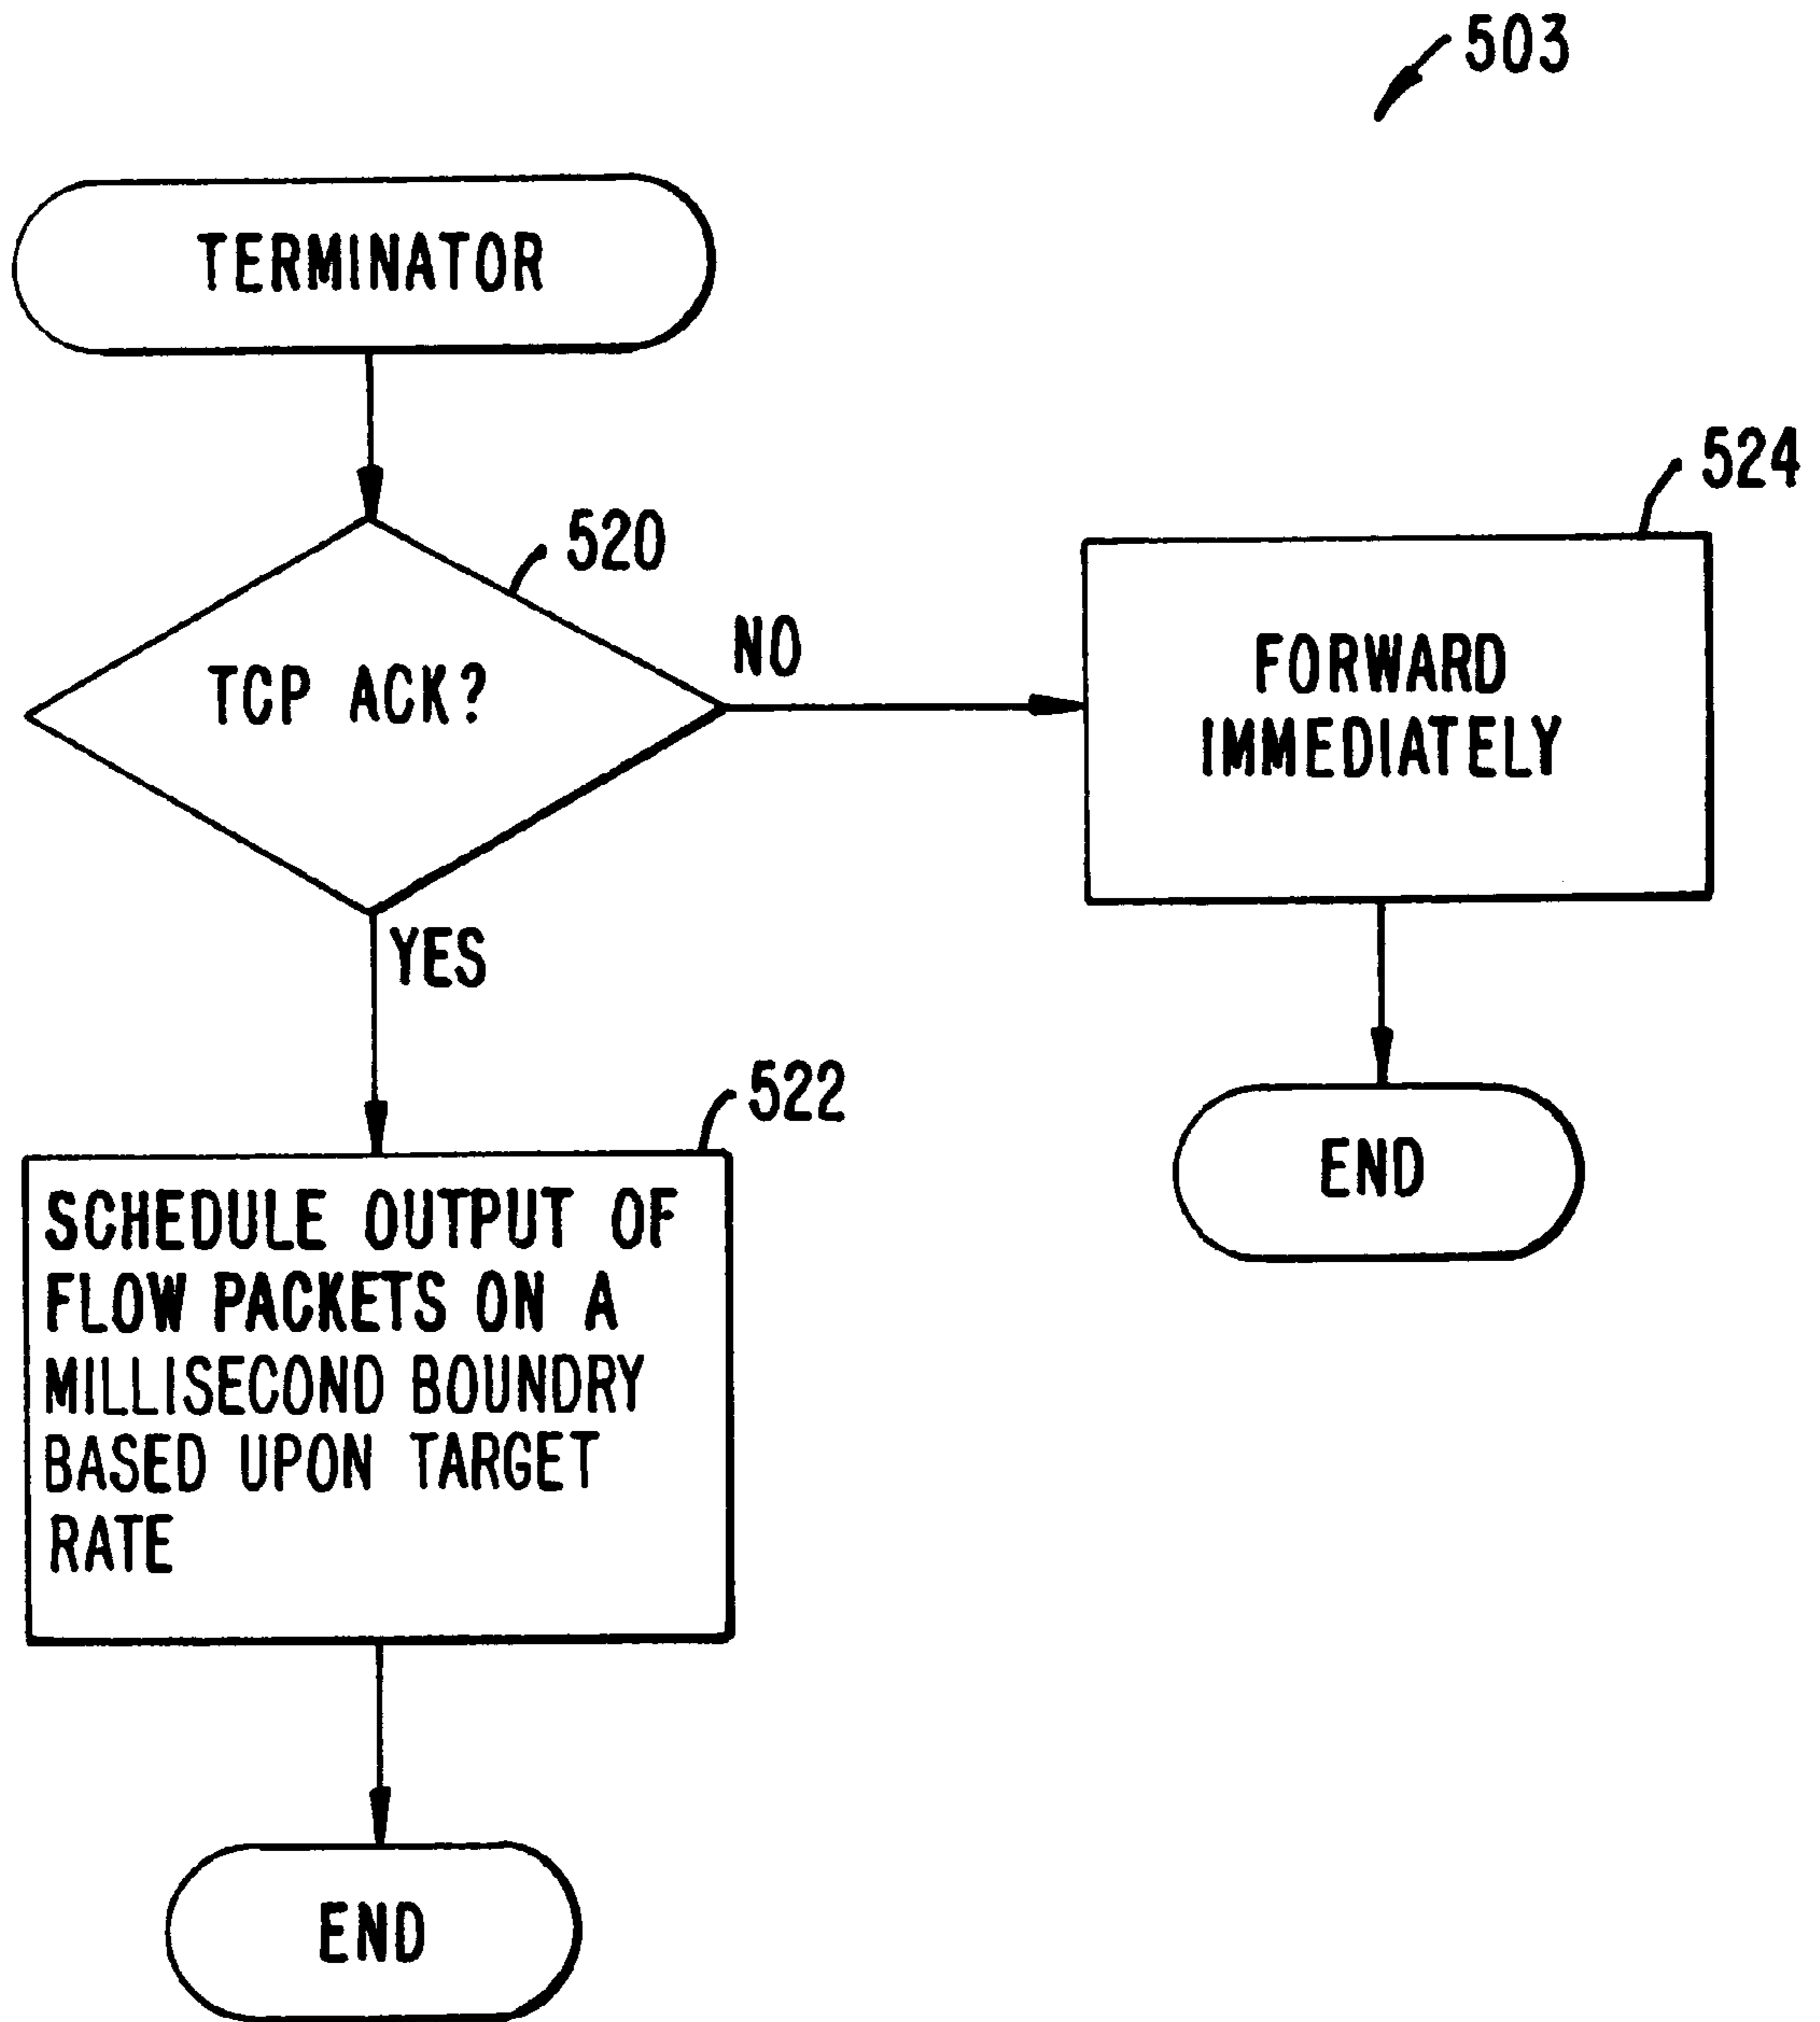 503
TERMINATOR
520
TCP ACK?
NO
524
FORWARD
IMMEDIATELY
YES
END
522
SCHEDULE OUTPUT OF
FLOW PACKETS ON A
MILLISECOND BOUNDRY
BASED UPON TARGET
RATE
END